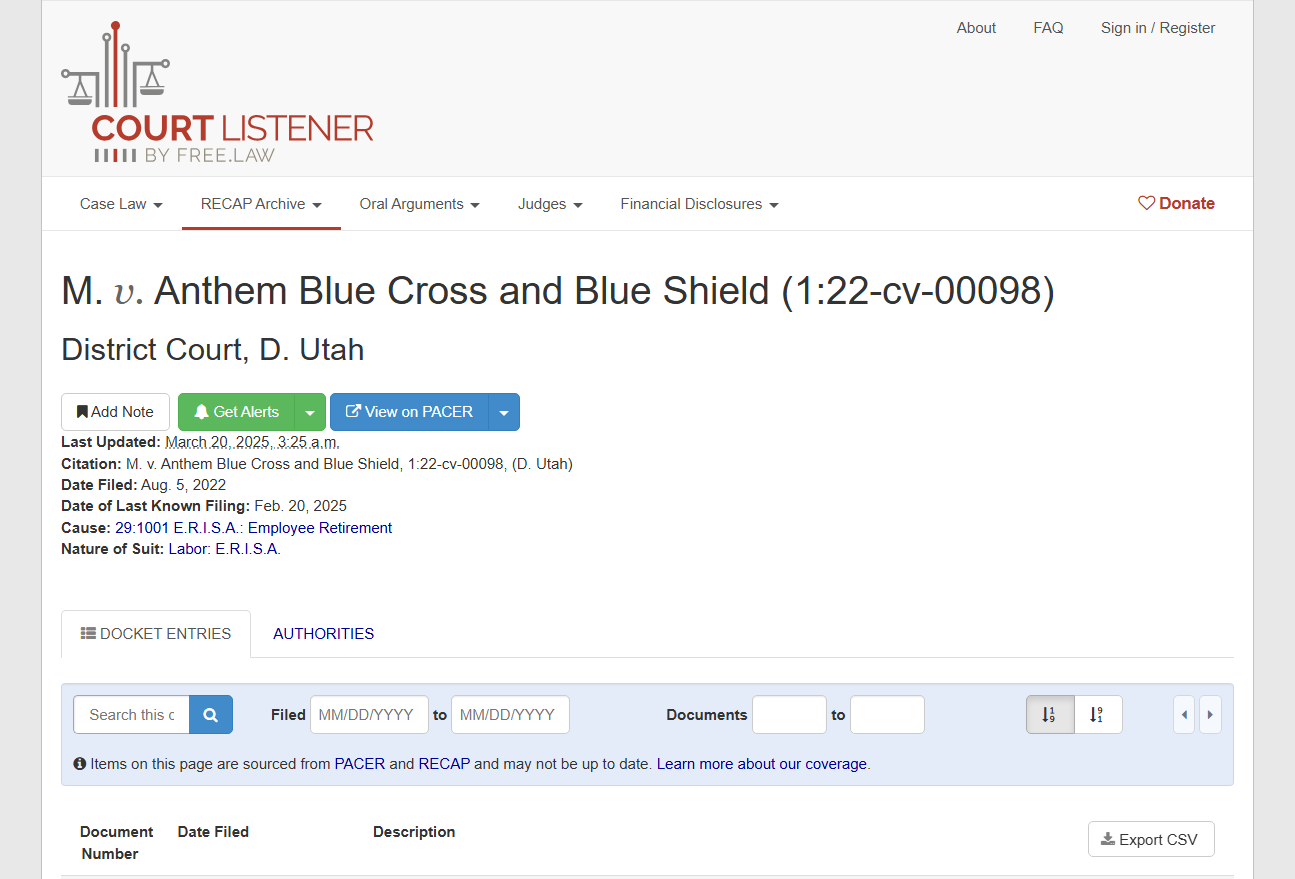 About FAQ Sign in / Register
COURT LISTENER
BY FREE.LAW
Case Law RECAP Archive Oral Arguments Judges Financial Disclosures Donate
M. v. Anthem Blue Cross and Blue Shield (1:22-cv-00098)
District Court, D. Utah
Add Note Get Alerts View on PACER
Last Updated: March 20, 2025, 3:25 a.m.
Citation: M. v. Anthem Blue Cross and Blue Shield, 1:22-cv-00098, (D. Utah)
Date Filed: Aug. 5, 2022
Date of Last Known Filing: Feb. 20, 2025
Cause: 29:1001 E.R.I.S.A.: Employee Retirement
Nature of Suit: Labor: E.R.I.S.A.
DOCKET ENTRIES AUTHORITIES
Search this c Filed MM/DD/YYYY to MM/DD/YYYY Documents to
Items on this page are sourced from PACER and RECAP and may not be up to date. Learn more about our coverage.
Document Number Date Filed Description Export CSV